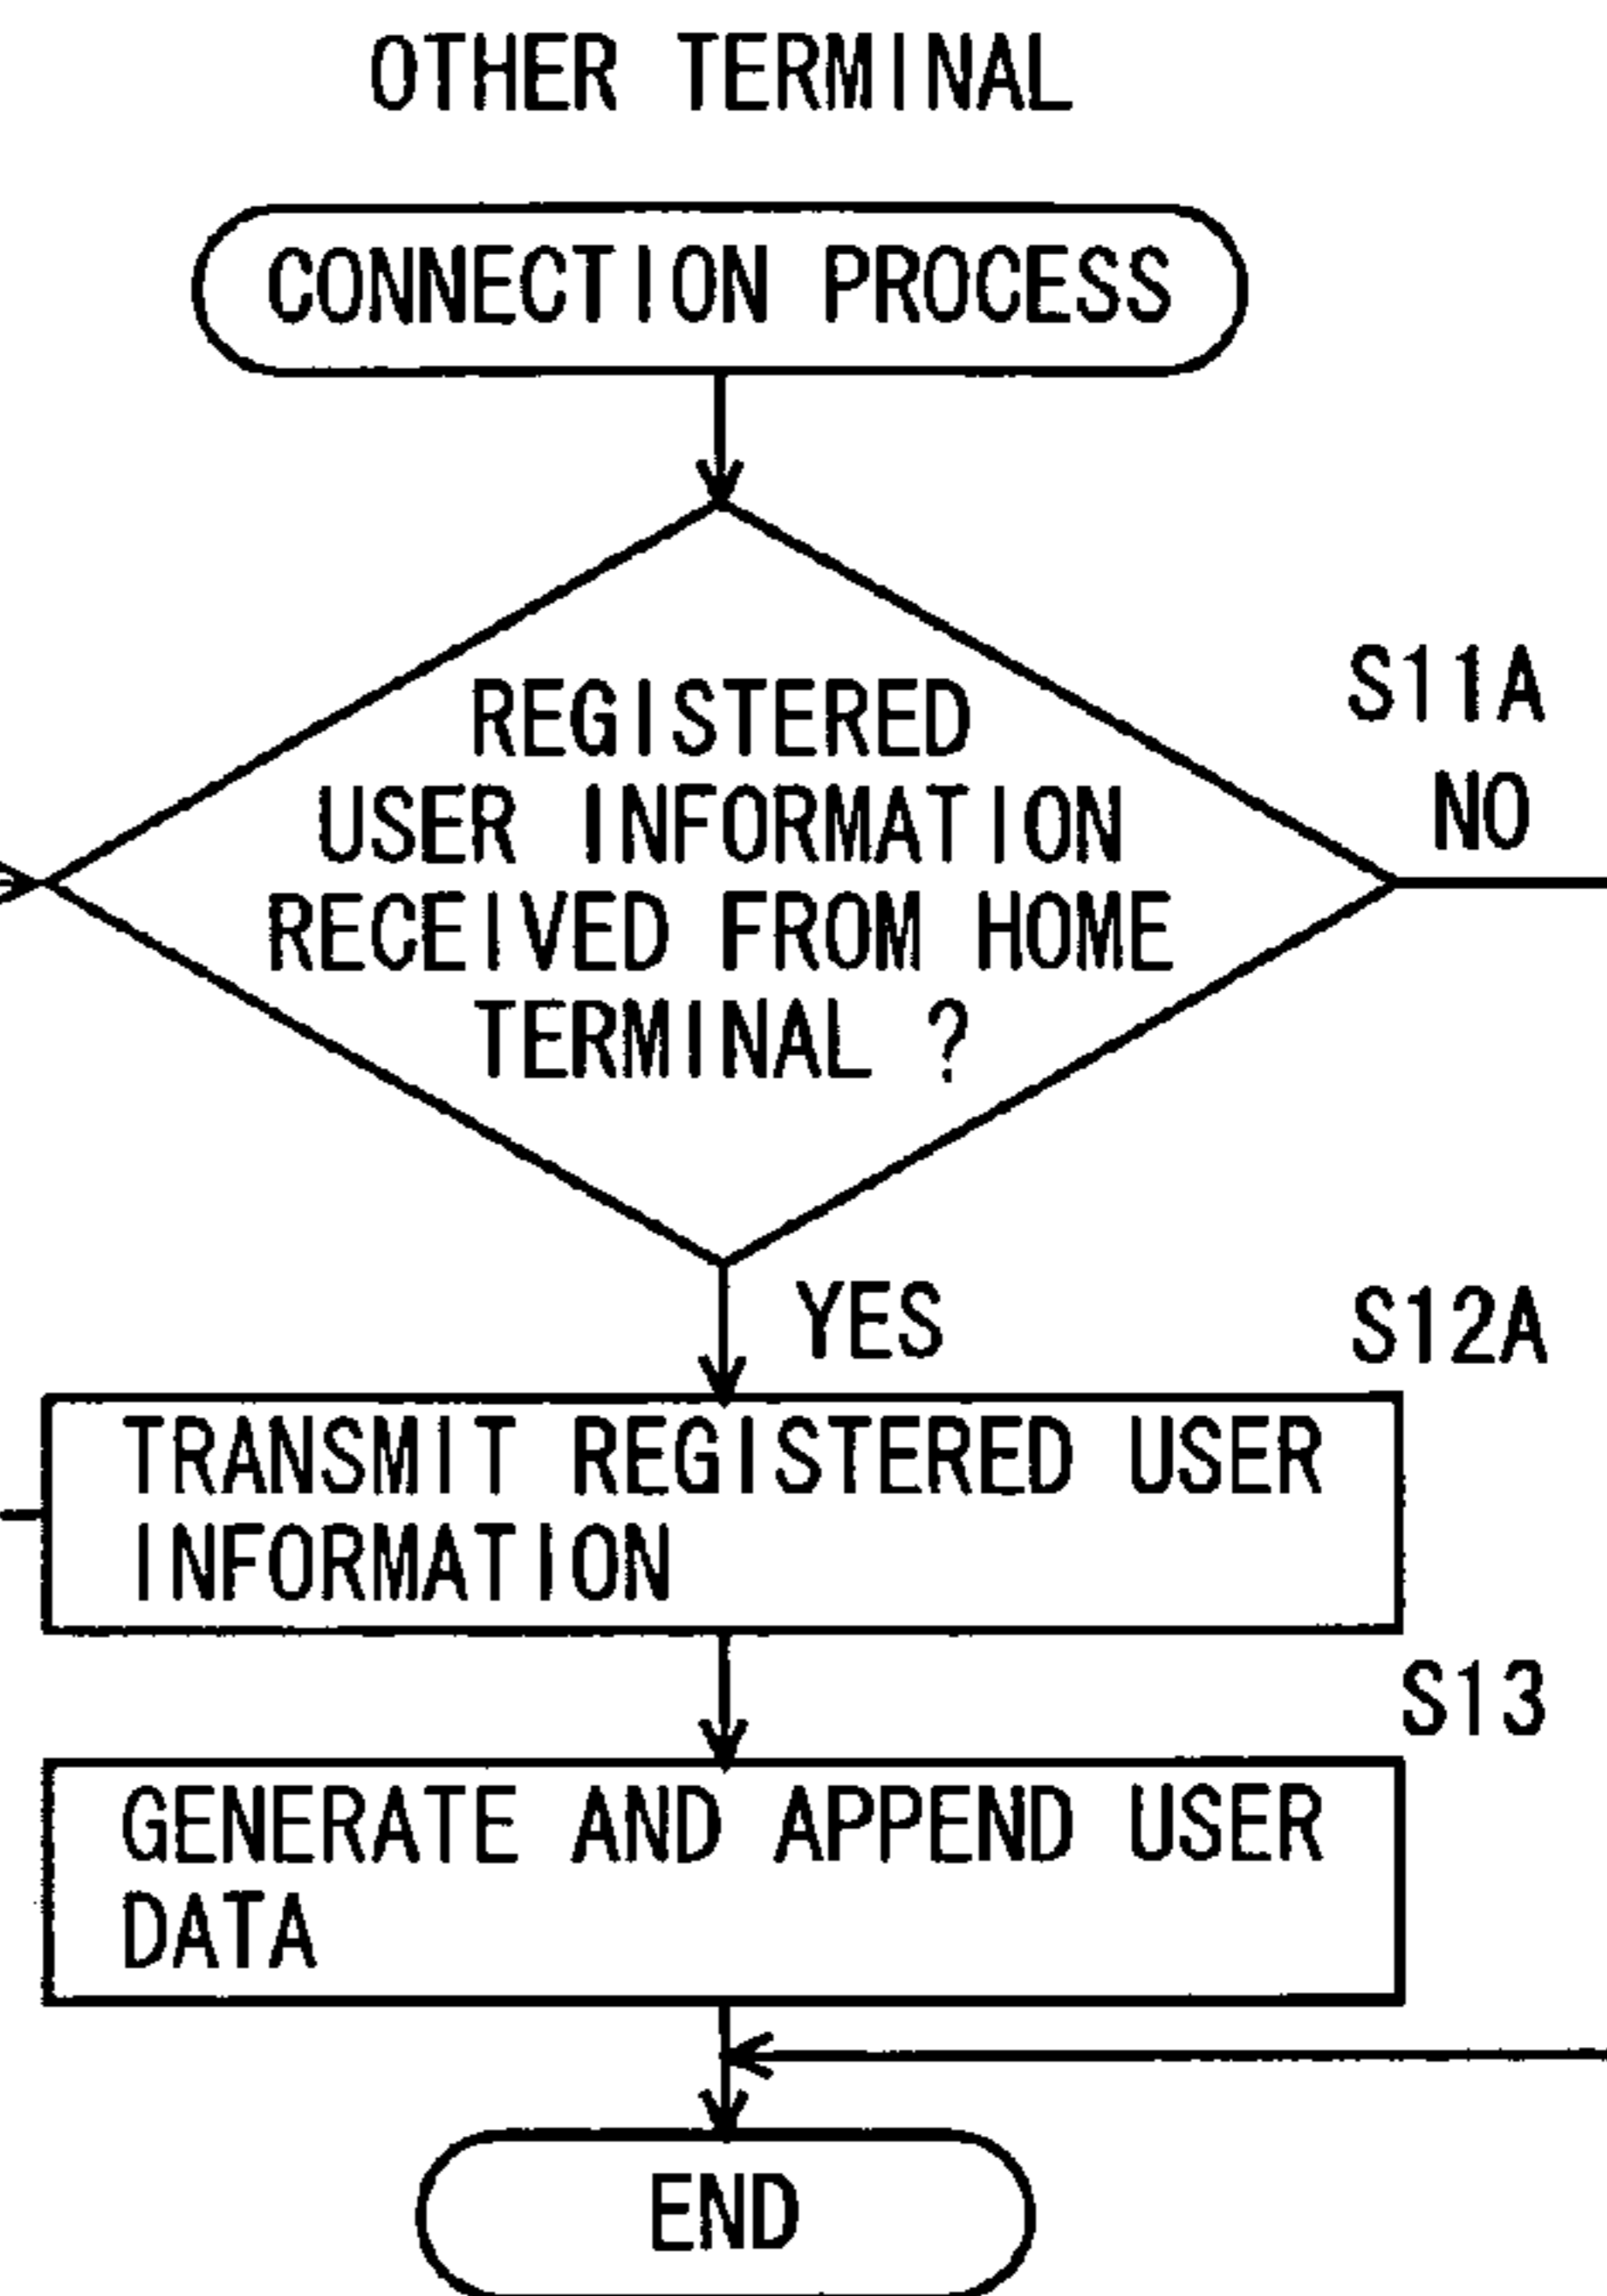 OTHER TERMINAL
CONNECTION PROCESS
REGISTERED
USER INFORMATION
RECEIVED FROM HOME
TERMINAL ?
S11A
NO
YES
S12A
TRANSMIT REGISTERED USER
INFORMATION
S13
GENERATE AND APPEND USER
DATA
END